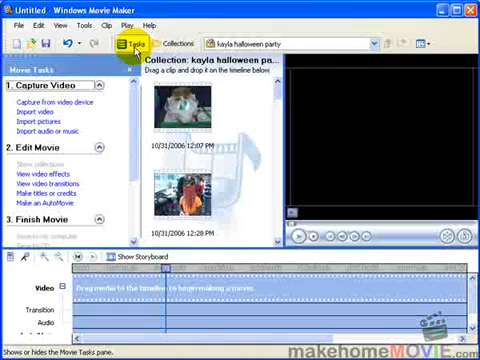 Untitled - Windows Movie Maker
File Edit View Tools Clip Play Help
Tasks Collections kayla halloween party
Movie Tasks
1. Capture Video
Capture from video device
Import video
Import pictures
Import audio or music
2. Edit Movie
Show collections
View video effects
View video transitions
Make titles or credits
Make an AutoMovie
3. Finish Movie
Save to CD
Collection: kayla halloween pa...
Drag a clip and drop it on the timeline below.
10/31/2006 12:07 PM
10/31/2006 12:28 PM
Show Storyboard
Video
Drag media to the timeline to begin making a movie.
Transition
Audio
Shows or hides the Movie Tasks pane.
makehomeMOVIE.com